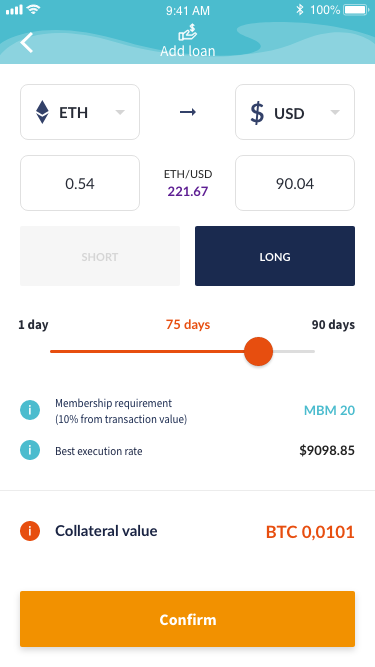 9:41 AM
100%
Add loan
ETH
$ USD
0.54
ETH/USD
221.67
90.04
SHORT
LONG
1 day
75 days
90 days
Membership requirement
(10% from transaction value)
MBM 20
Best execution rate
$9098.85
Collateral value
BTC 0,0101
Confirm